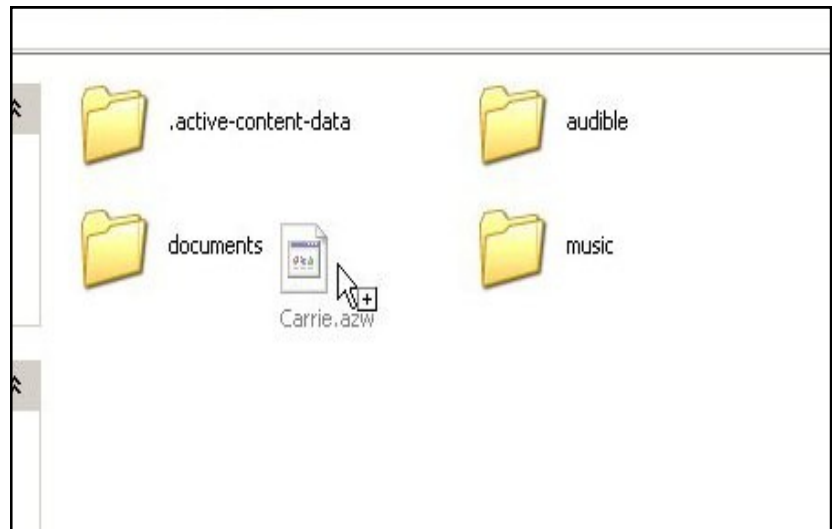 .active-content-data
audible
documents
music
Carrie.azw